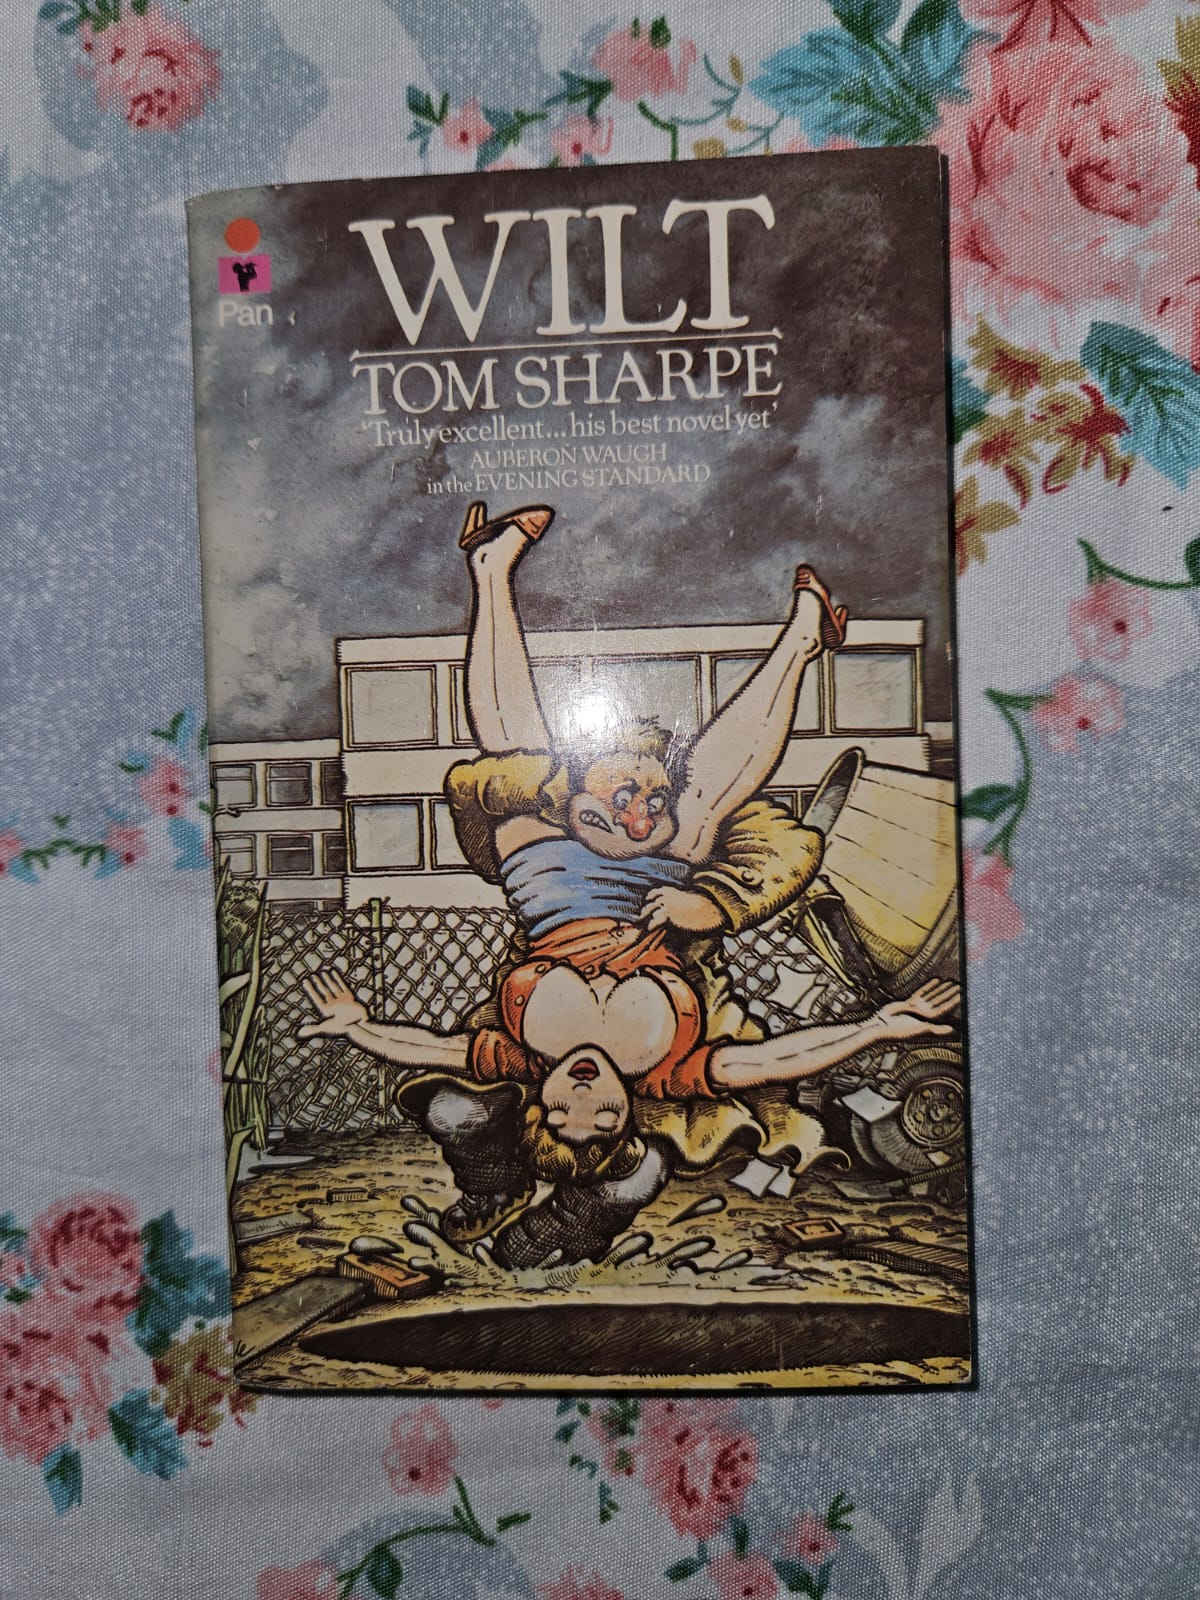 Pan
WILT
TOM SHARPE
'Truly excellent... his best novel yet'
AUBERON WAUGH
in the EVENING STANDARD